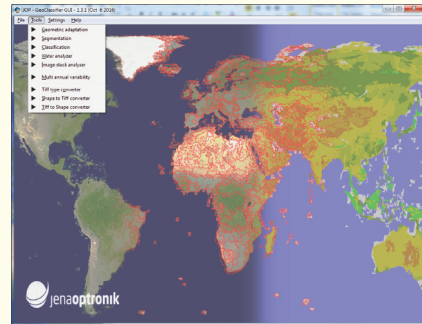 JOP - GeoClassifier GUI - 1.3.1 (Oct 6 2016)
File Tools Settings Help
Geometric adaptation
Segmentation
Classification
Water analyzer
Image stack analyzer
Multi annual variability
Tiff type converter
Shape to Tiff converter
Tiff to Shape converter
jenaoptronik